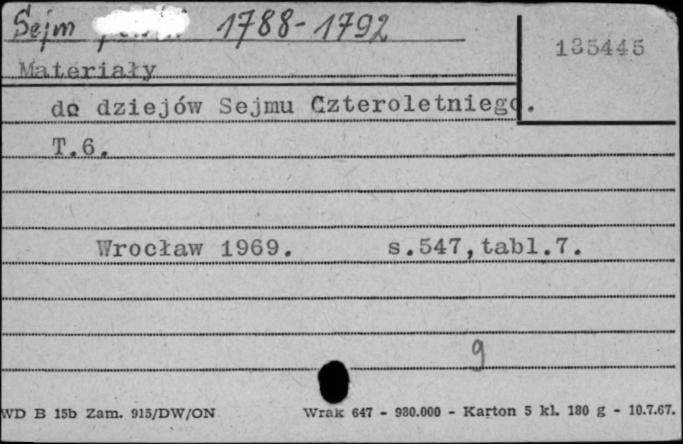 Sejm 1788-1792
135445
Materiały
do dziejów Sejmu Czteroletniego.
T.6.
Wrocław 1969. s.547,tabl.7.
9
WD B 15b Zam. 915/DW/ON Wrak 647 - 980.000 - Karton 5 kl. 180 g - 10.7.67.